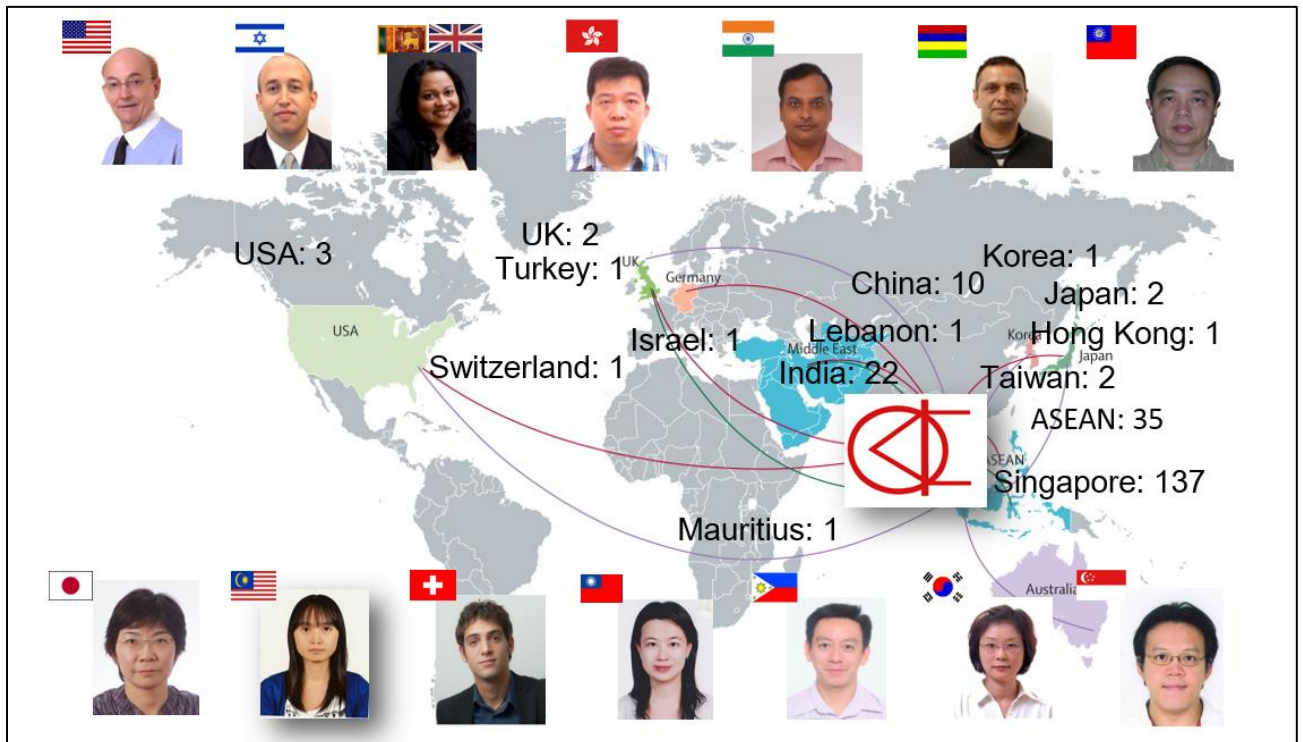 USA: 3
UK: 2
Turkey: 1
UK
Germany
USA
Switzerland: 1
Israel: 1
Middle East
Lebanon: 1
India: 22
China: 10
Korea: 1
Japan: 2
Korea
Hong Kong: 1
Japan
Taiwan: 2
ASEAN: 35
ASEAN
Singapore: 137
Mauritius: 1
Australia